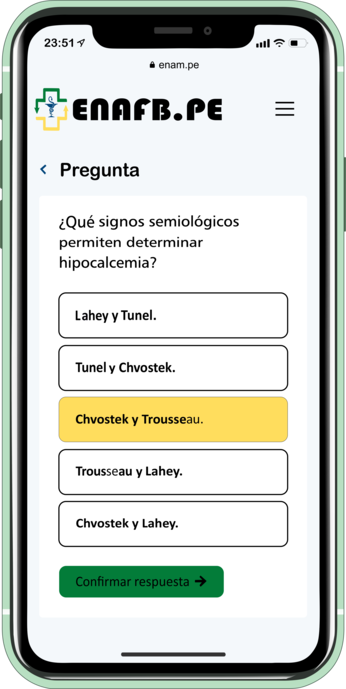 23:51
enam.pe
ENAFB.PE
Pregunta
¿Qué signos semiológicos
permiten determinar
hipocalcemia?
Lahey y Tunel.
Tunel y Chvostek.
Chvostek y Trousseau.
Trousseau y Lahey.
Chvostek y Lahey.
Confirmar respuesta →